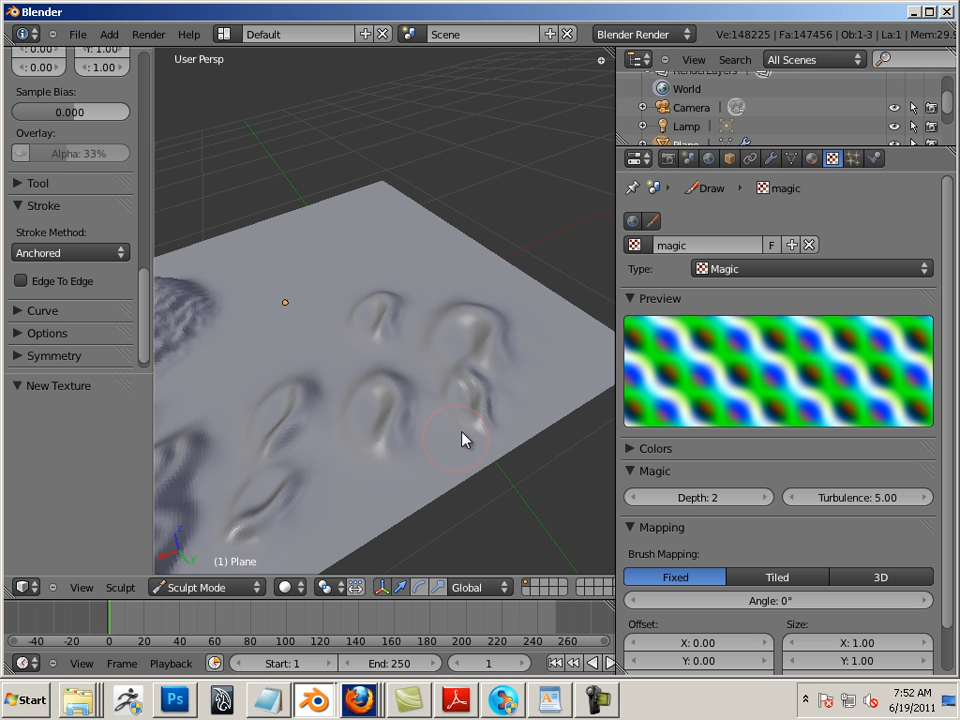 Blender
File Add Render Help Default Scene Blender Render Ve:148225 | Fa:147456 | Ob:1-3 | La:1 | Mem:29.
: 0.00 Y: 1.00
: 0.00 : 1.00
Sample Bias:
0.000
Overlay:
Alpha: 33%
Tool
Stroke
Stroke Method:
Anchored
Edge To Edge
Curve
Options
Symmetry
New Texture
User Persp
(1) Plane
View Search All Scenes
RenderLayers
World
Camera
Lamp
Plane
Draw magic
magic F
Type: Magic
Preview
Colors
Magic
Depth: 2 Turbulence: 5.00
Mapping
Brush Mapping:
Fixed Tiled 3D
Angle: 0°
Offset: Size:
X: 0.00 X: 1.00
Y: 0.00 Y: 1.00
View Sculpt Sculpt Mode Global
-40 -20 0 20 40 60 80 100 120 140 160 180 200 220 240 260
View Frame Playback Start: 1 End: 250 1
Start Ps 7:52 AM
6/19/2011